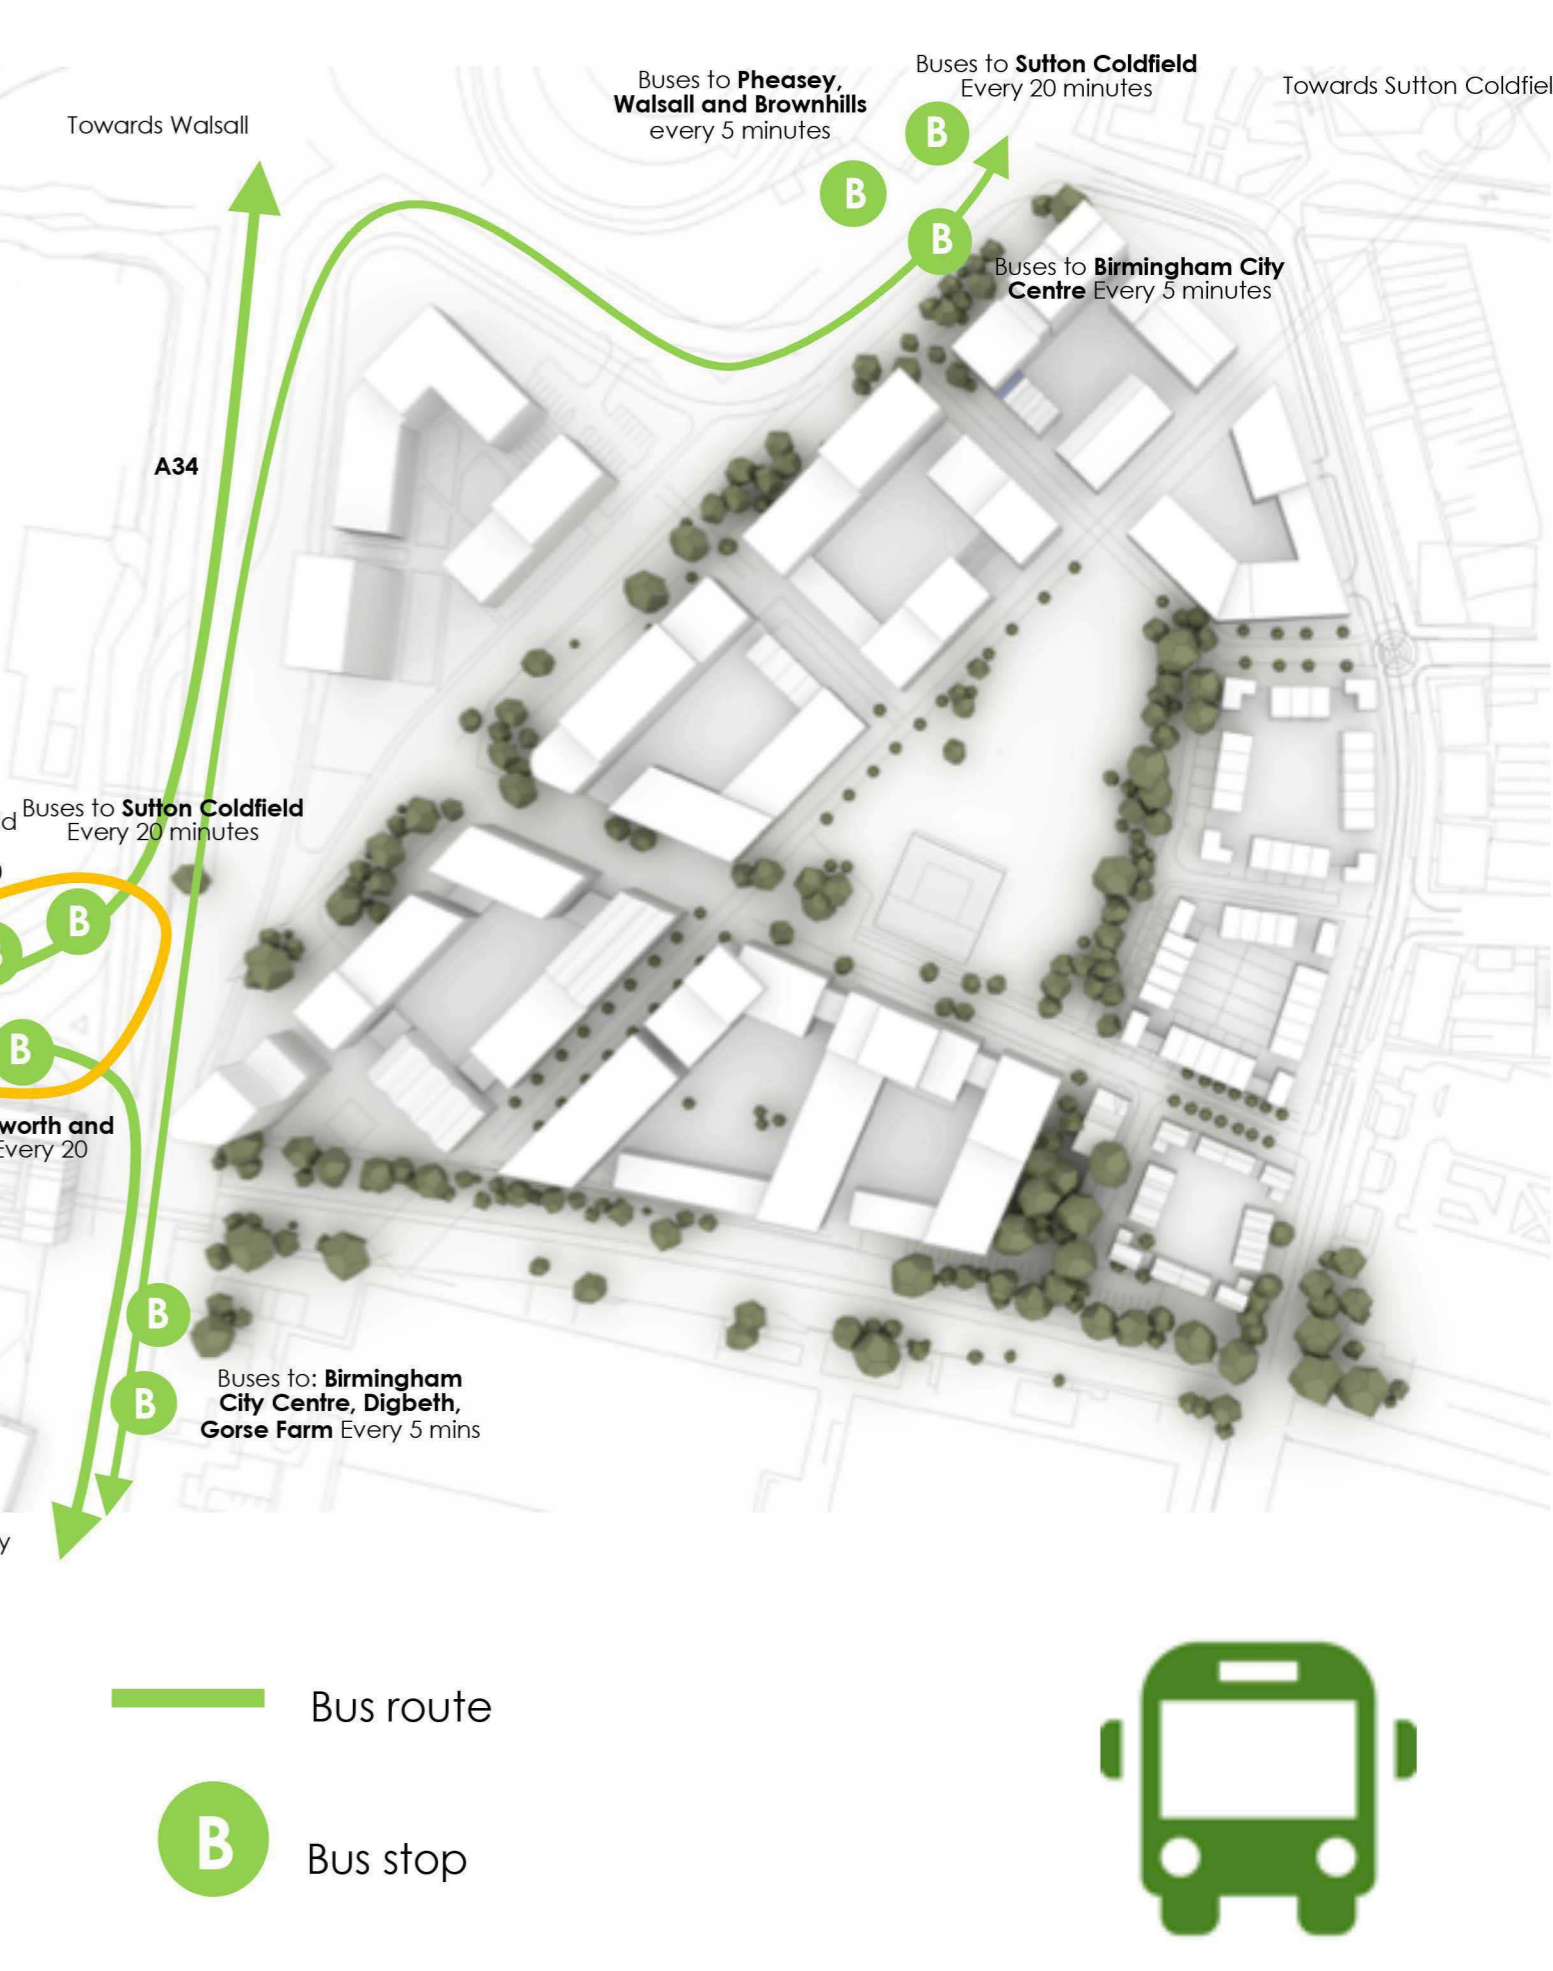 Buses to Sutton Coldfield
Every 20 minutes
Buses to Pheasey,
Walsall and Brownhills
every 5 minutes
Towards Sutton Coldfiel
Towards Walsall
B
B
B
Buses to Birmingham City
Centre Every 5 minutes
A34
d
Buses to Sutton Coldfield
Every 20 minutes
B
B
worth and
Every 20
B
B
Buses to: Birmingham
City Centre, Digbeth,
Gorse Farm Every 5 mins
y
Bus route
B
Bus stop